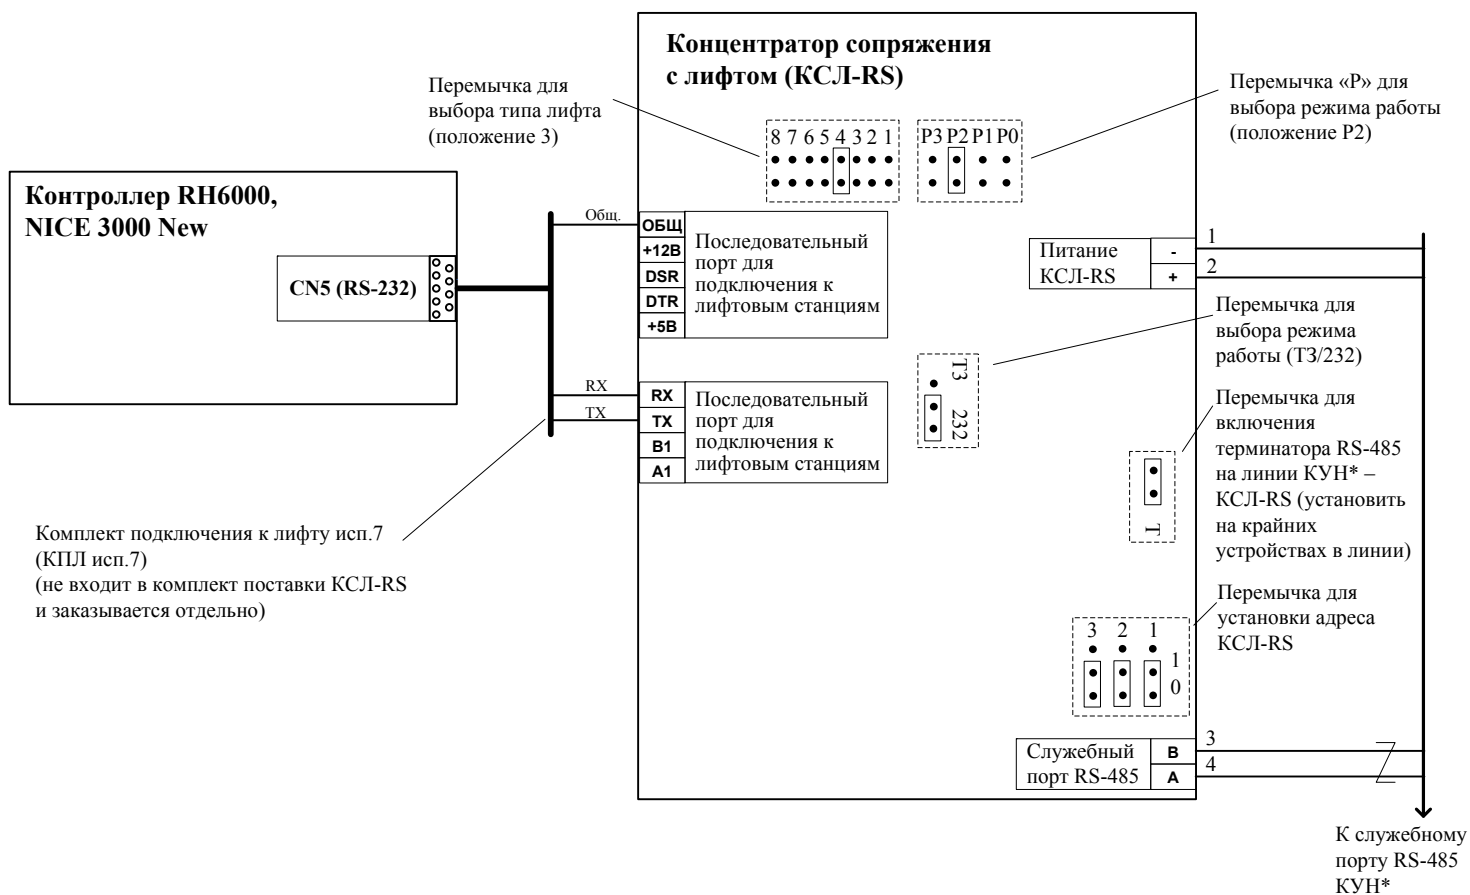 Концентратор сопряжения
с лифтом (КСЛ-RS)
Перемычка для
выбора типа лифта
(положение 3)
Перемычка «Р» для
выбора режима работы
(положение Р2)
8 7 6 5 4 3 2 1
P3 P2 P1 P0
Контроллер RH6000,
NICE 3000 New
CN5 (RS-232)
Общ.
ОБЩ
+12В
DSR
DTR
+5В
Последовательный
порт для
подключения к
лифтовым станциям
Питание
КСЛ-RS
-
+
1
2
Перемычка для
выбора режима
работы (ТЗ/232)
ТЗ
232
RX
TX
RX
TX
B1
A1
Последовательный
порт для
подключения к
лифтовым станциям
Перемычка для
включения
терминатора RS-485
на линии КУН* –
КСЛ-RS (установить
на крайних
устройствах в линии)
Т
Комплект подключения к лифту исп.7
(КПЛ исп.7)
(не входит в комплект поставки КСЛ-RS
и заказывается отдельно)
Перемычка для
установки адреса
КСЛ-RS
3 2 1
1
0
Служебный
порт RS-485
B
A
3
4
К служебному
порту RS-485
КУН*